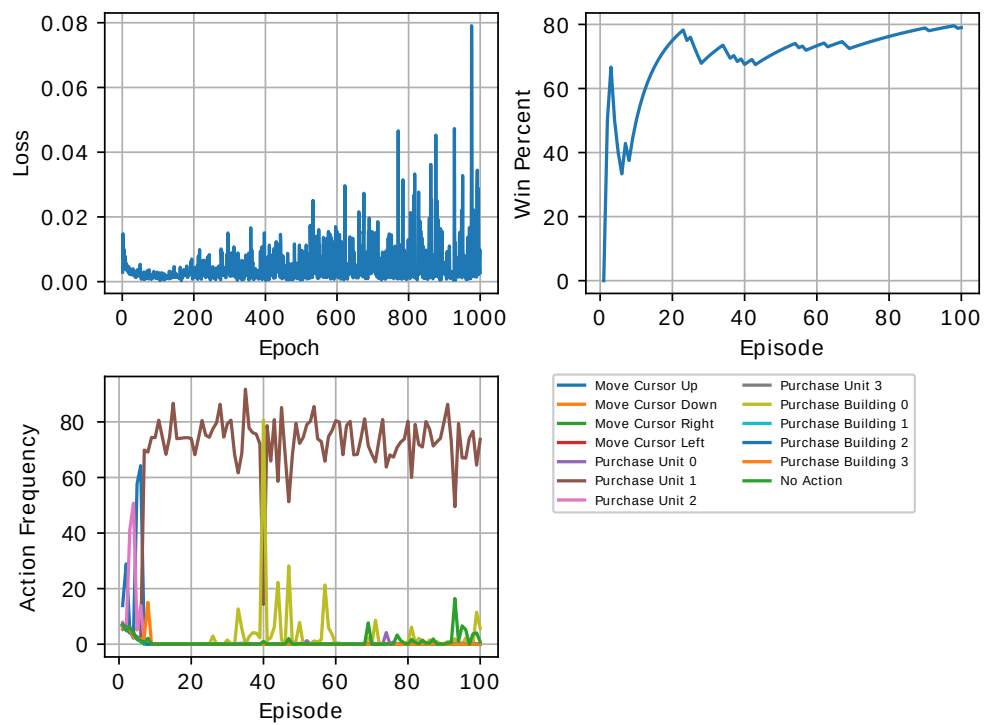 0.08
0.06
0.04
0.02
0.00
Loss
0 200 400 600 800 1000
Epoch
80
60
40
20
0
Win Percent
0 20 40 60 80 100
Episode
80
60
40
20
0
Action Frequency
0 20 40 60 80 100
Episode
Move Cursor Up
Move Cursor Down
Move Cursor Right
Move Cursor Left
Purchase Unit 0
Purchase Unit 1
Purchase Unit 2
Purchase Unit 3
Purchase Building 0
Purchase Building 1
Purchase Building 2
Purchase Building 3
No Action